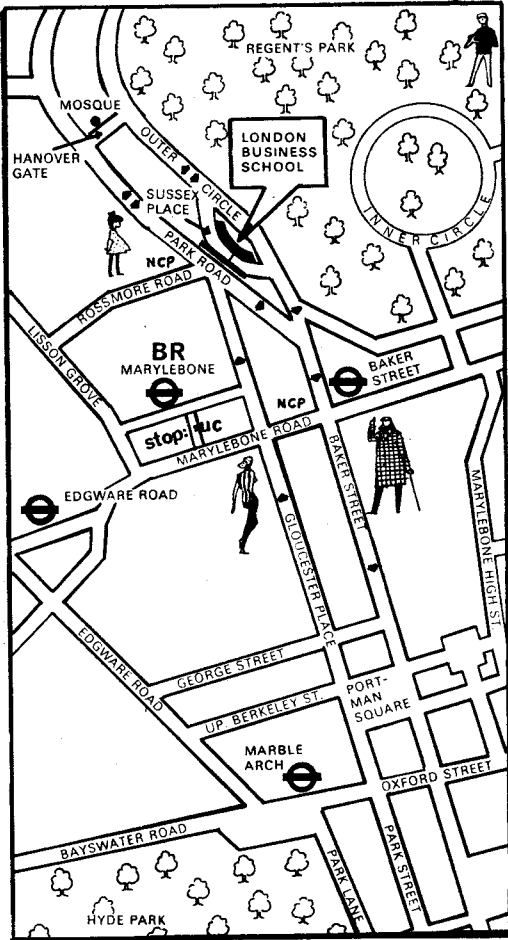 REGENT'S PARK
MOSQUE
HANOVER
GATE
OUTER
CIRCLE
LONDON
BUSINESS
SCHOOL
SUSSEX
PLACE
INNER CIRCLE
PARK ROAD
NCP
ROSSMORE ROAD
LISSON GROVE
BR
MARYLEBONE
BAKER
STREET
NCP
stop:
MARYLEBONE ROAD
EDGWARE ROAD
BAKER STREET
MARYLEBONE HIGH ST.
GLOUCESTER PLACE
EDGWARE ROAD
GEORGE STREET
UP. BERKELEY ST.
PORT-
MAN
SQUARE
MARBLE
ARCH
OXFORD STREET
BAYSWATER ROAD
PARK LANE
PARK STREET
HYDE PARK